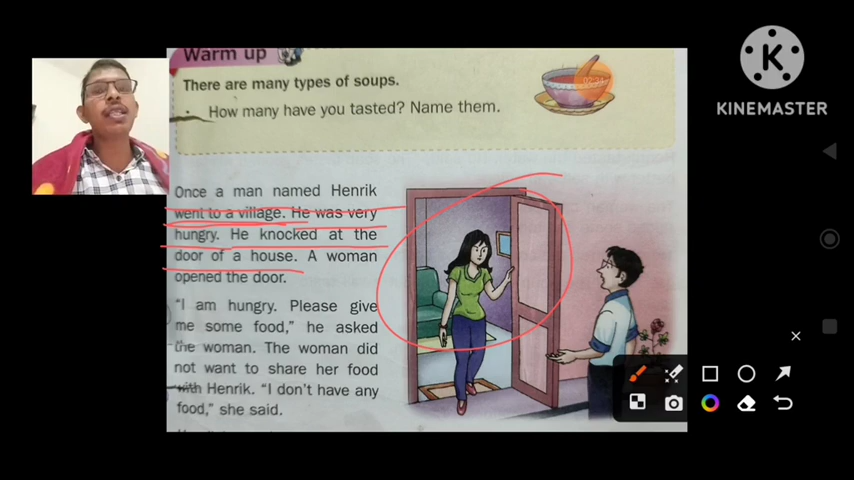 Warm up
There are many types of soups.
How many have you tasted? Name them.
02:34
K
KINEMASTER
Once a man named Henrik
went to a village. He was very
hungry. He knocked at the
door of a house. A woman
opened the door.
"I am hungry. Please give
me some food," he asked
the woman. The woman did
not want to share her food
with Henrik. "I don't have any
food," she said.